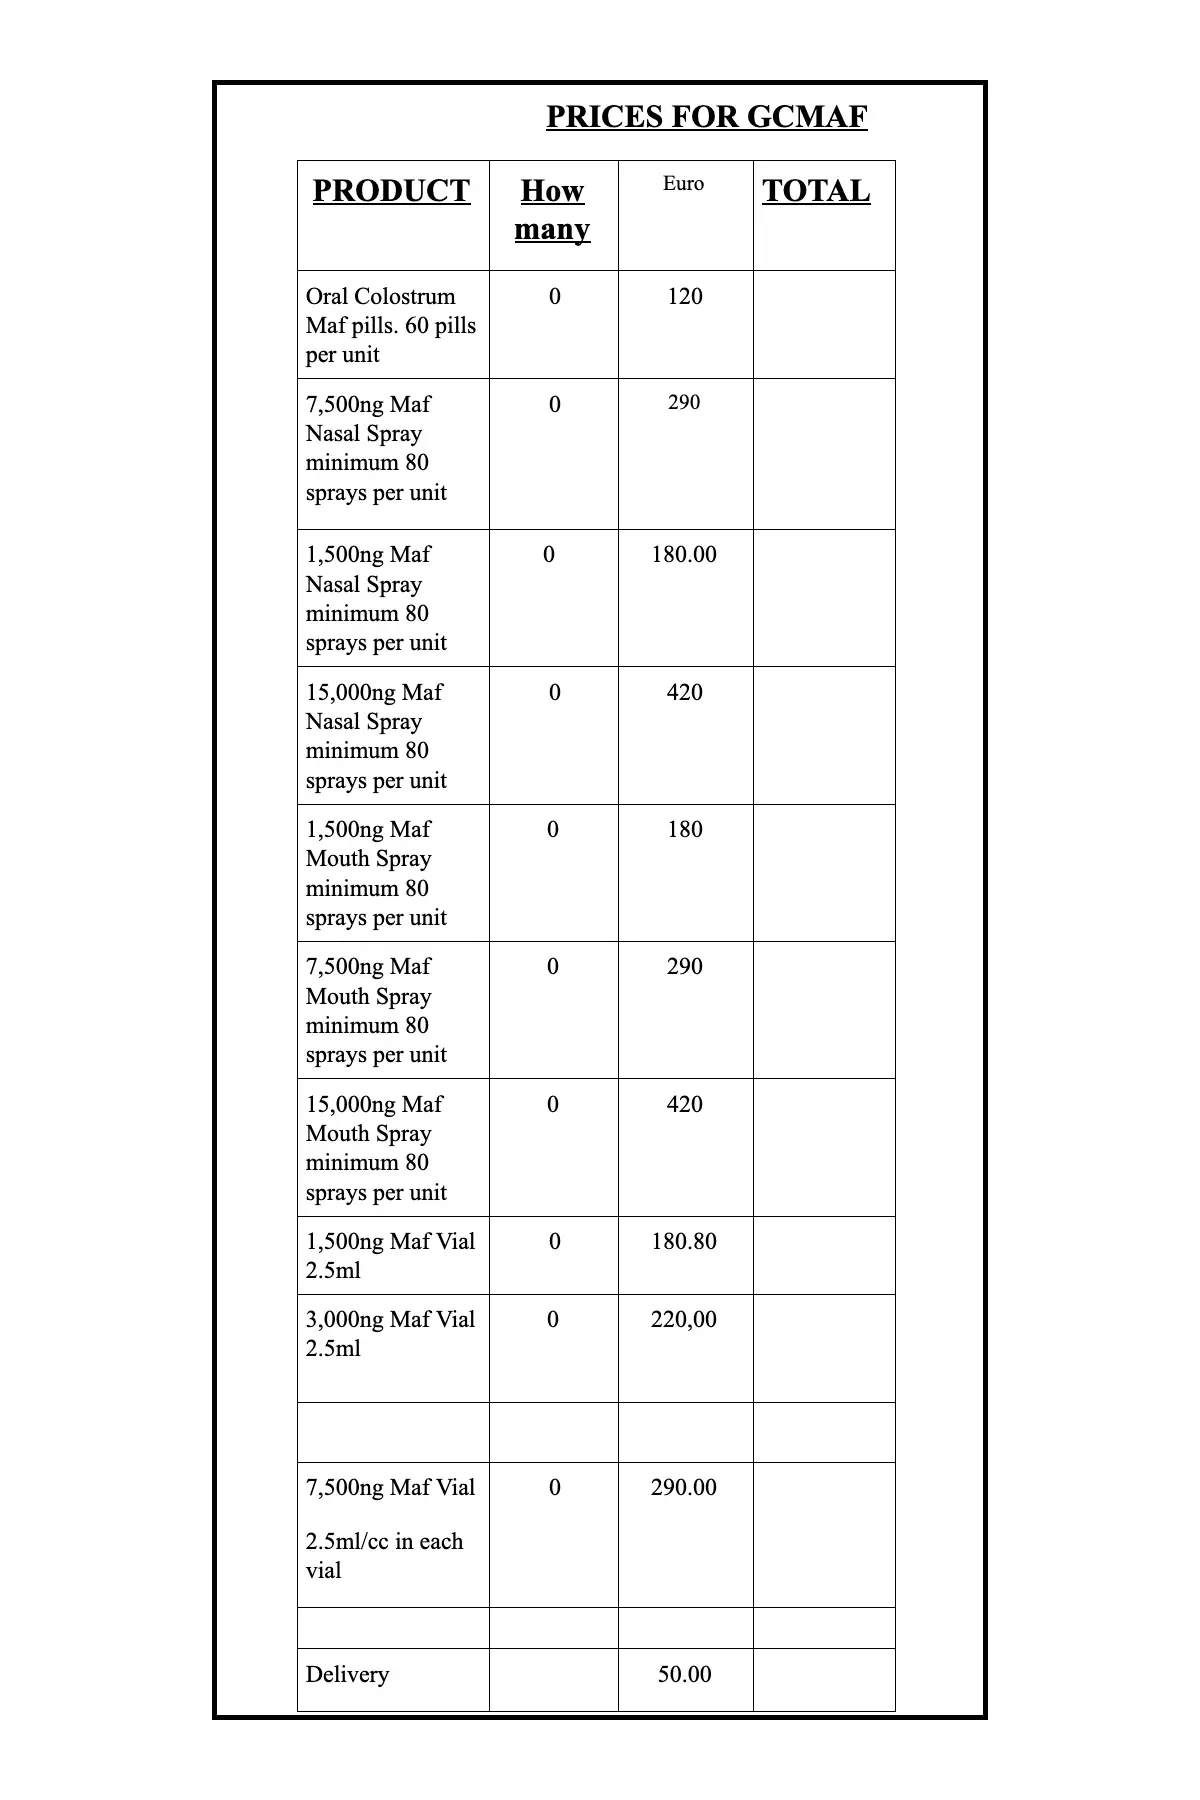 PRICES FOR GCMAF
PRODUCT How many Euro TOTAL
Oral Colostrum 0 120
Maf pills. 60 pills
per unit
7,500ng Maf 0 290
Nasal Spray
minimum 80
sprays per unit
1,500ng Maf 0 180.00
Nasal Spray
minimum 80
sprays per unit
15,000ng Maf 0 420
Nasal Spray
minimum 80
sprays per unit
1,500ng Maf 0 180
Mouth Spray
minimum 80
sprays per unit
7,500ng Maf 0 290
Mouth Spray
minimum 80
sprays per unit
15,000ng Maf 0 420
Mouth Spray
minimum 80
sprays per unit
1,500ng Maf Vial 0 180.80
2.5ml
3,000ng Maf Vial 0 220,00
2.5ml
7,500ng Maf Vial 0 290.00
2.5ml/cc in each
vial
Delivery 50.00